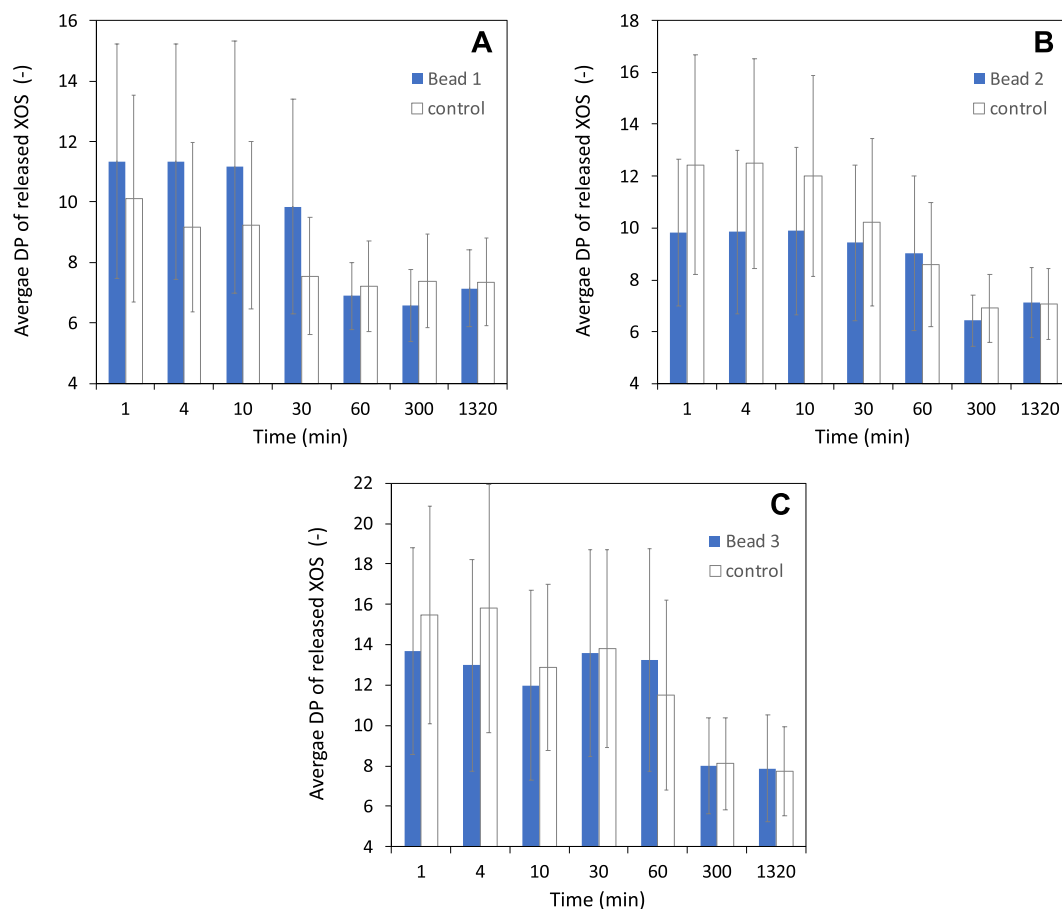 A
Avergae DP of released XOS (-)
16
14
12
10
8
6
4
Bead 1
control
1 4 10 30 60 300 1320
Time (min)
B
Avergae DP of released XOS (-)
18
16
14
12
10
8
6
4
Bead 2
control
1 4 10 30 60 300 1320
Time (min)
C
Avergae DP of released XOS (-)
22
20
18
16
14
12
10
8
6
4
Bead 3
control
1 4 10 30 60 300 1320
Time (min)